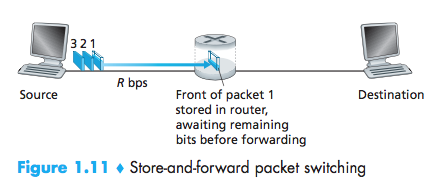 3 2 1
R bps
Source
Front of packet 1
stored in router,
awaiting remaining
bits before forwarding
Destination
Figure 1.11 ♦ Store-and-forward packet switching